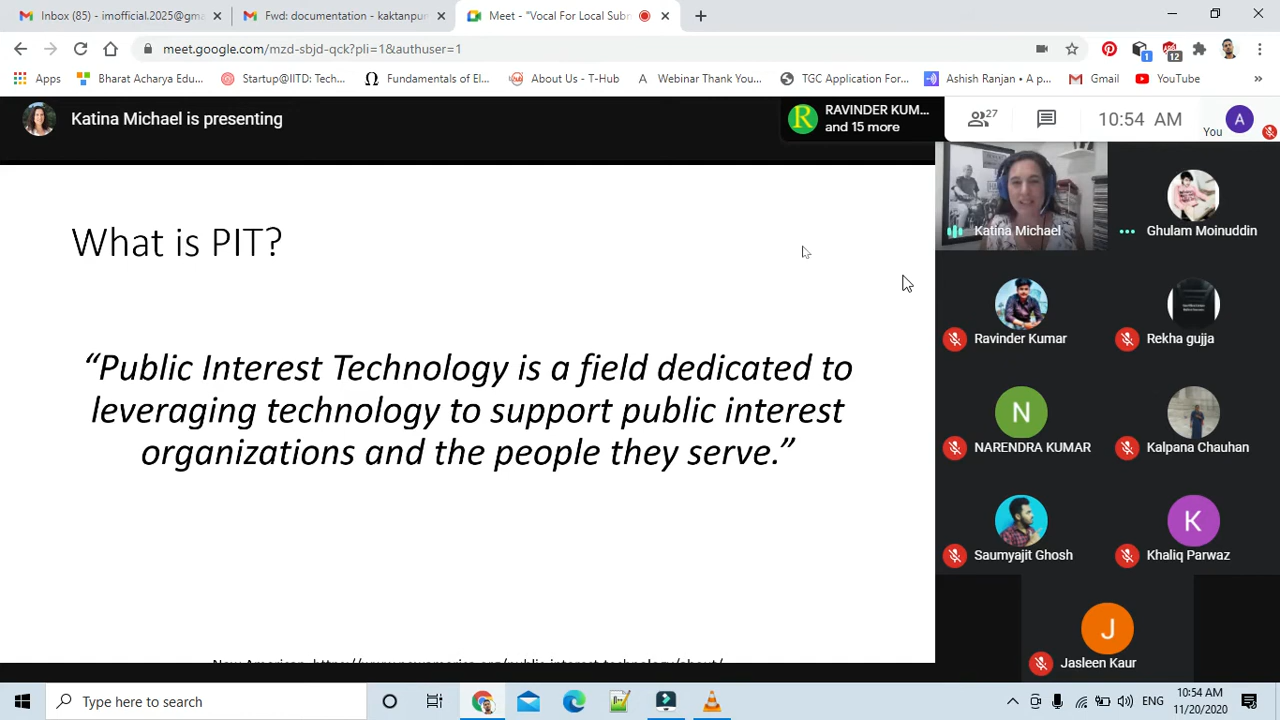 Inbox (85) - imofficial.2025@gma
Fwd: documentation - kaktanpur
Meet - "Vocal For Local Subm
meet.google.com/mzd-sbjd-qck?pli=1&authuser=1
1
12
Apps
Bharat Acharya Edu...
Startup@IITD: Tech...
Fundamentals of El...
About Us - T-Hub
Webinar Thank You...
TGC Application For...
Ashish Ranjan • A p...
Gmail
YouTube
»
Katina Michael is presenting
R
RAVINDER KUM...
and 15 more
27
10:54 AM
You
A
What is PIT?
“Public Interest Technology is a field dedicated to
leveraging technology to support public interest
organizations and the people they serve.”
Katina Michael
Ghulam Moinuddin
Ravinder Kumar
Rekha gujja
N
NARENDRA KUMAR
Kalpana Chauhan
Saumyajit Ghosh
K
Khaliq Parwaz
J
Jasleen Kaur
Type here to search
ENG
10:54 AM
11/20/2020